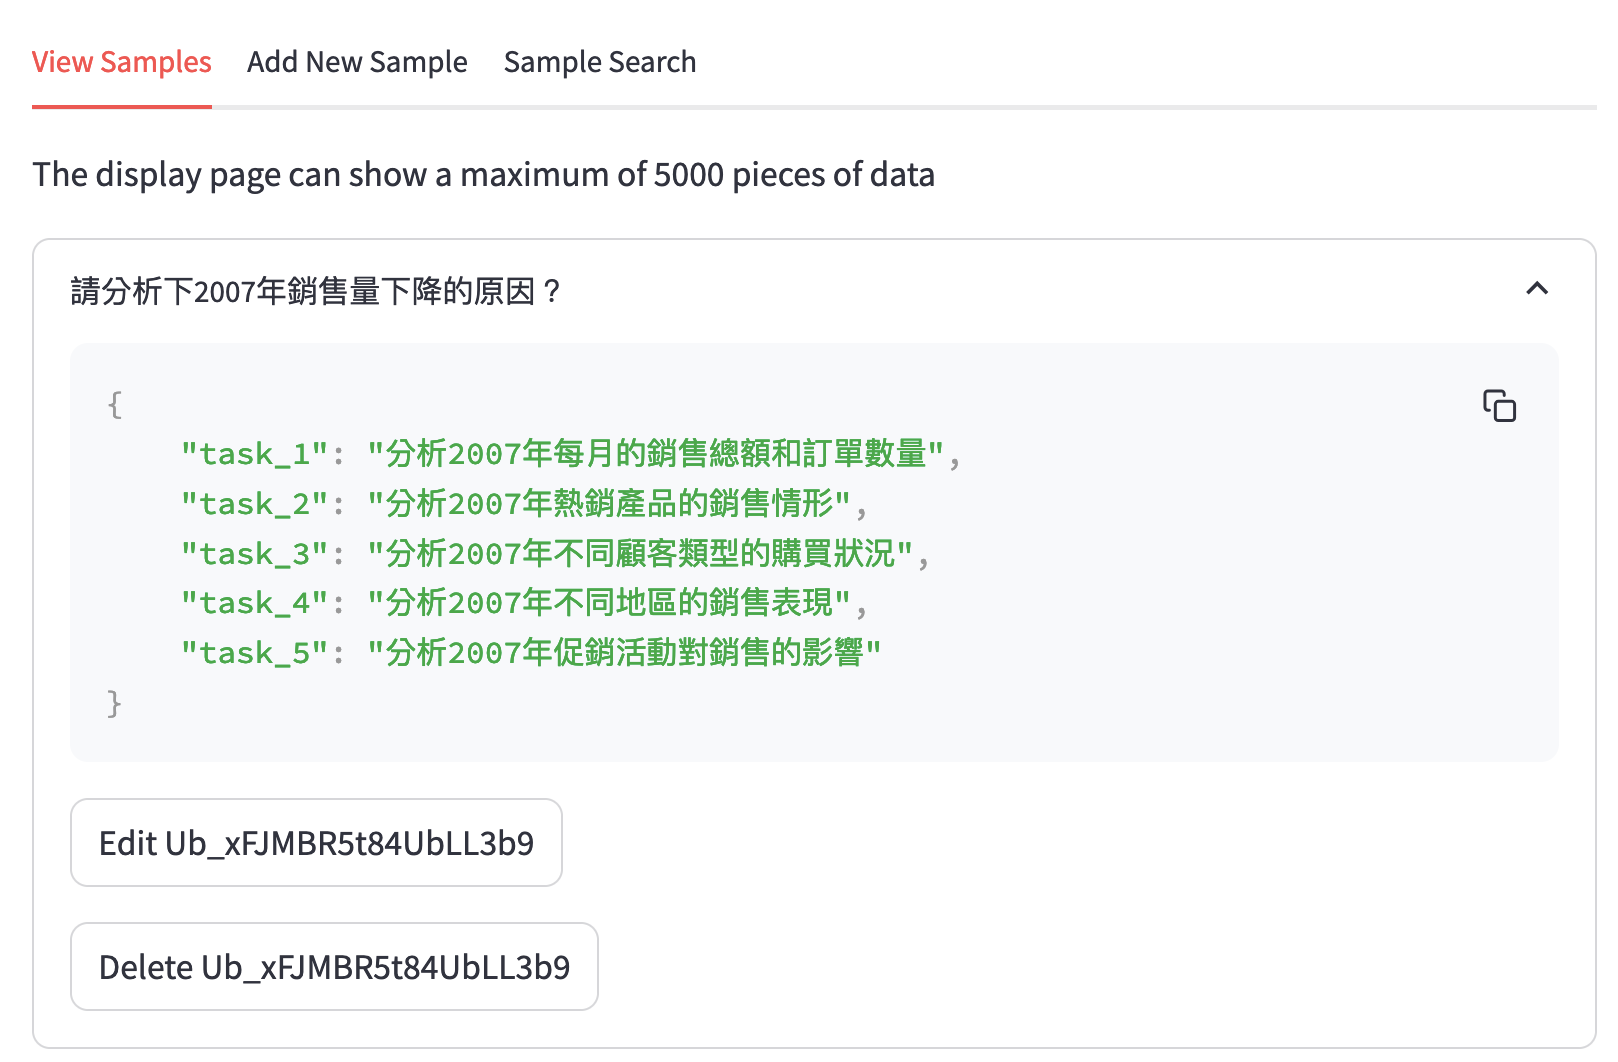 View Samples Add New Sample Sample Search
The display page can show a maximum of 5000 pieces of data
請分析下2007年銷售量下降的原因？
{
"task_1": "分析2007年每月的銷售總額和訂單數量",
"task_2": "分析2007年熱銷產品的銷售情形",
"task_3": "分析2007年不同顧客類型的購買狀況",
"task_4": "分析2007年不同地區的銷售表現",
"task_5": "分析2007年促銷活動對銷售的影響"
}
Edit Ub_xFJMBR5t84UbLL3b9
Delete Ub_xFJMBR5t84UbLL3b9